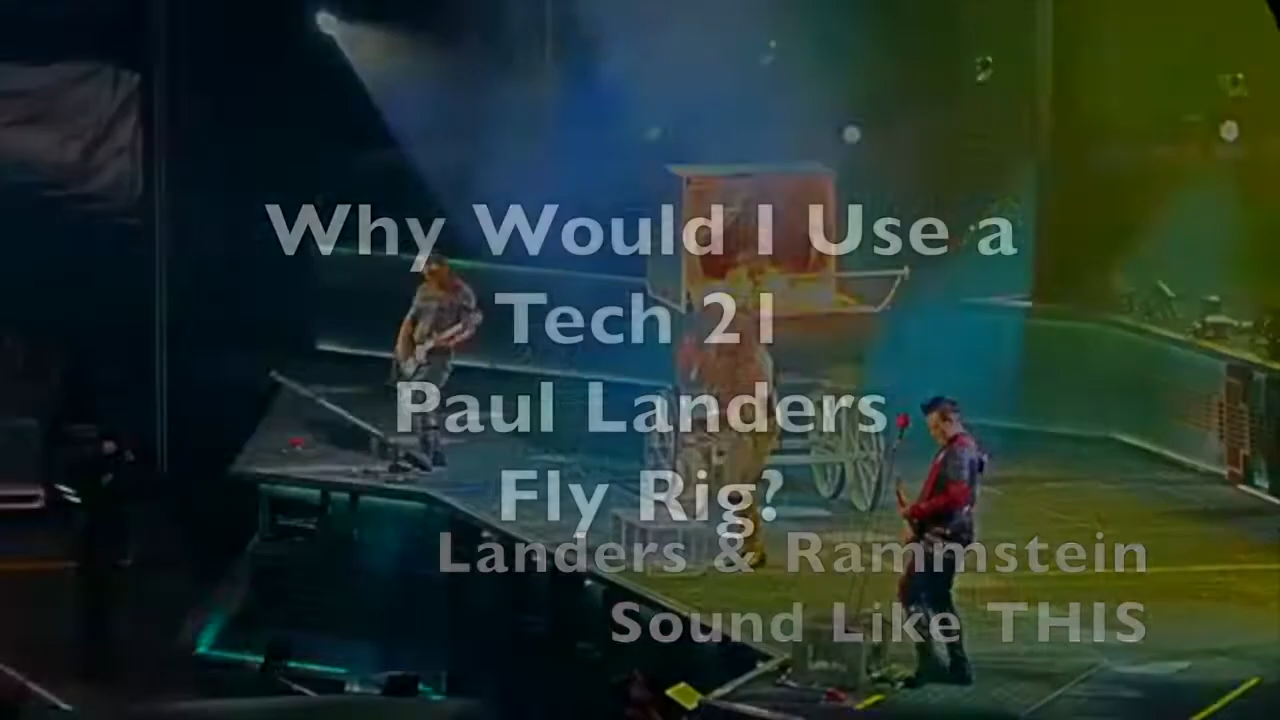 Why Would I Use a
Tech 21
Paul Landers
Fly Rig?
Landers & Rammstein
Sound Like THIS